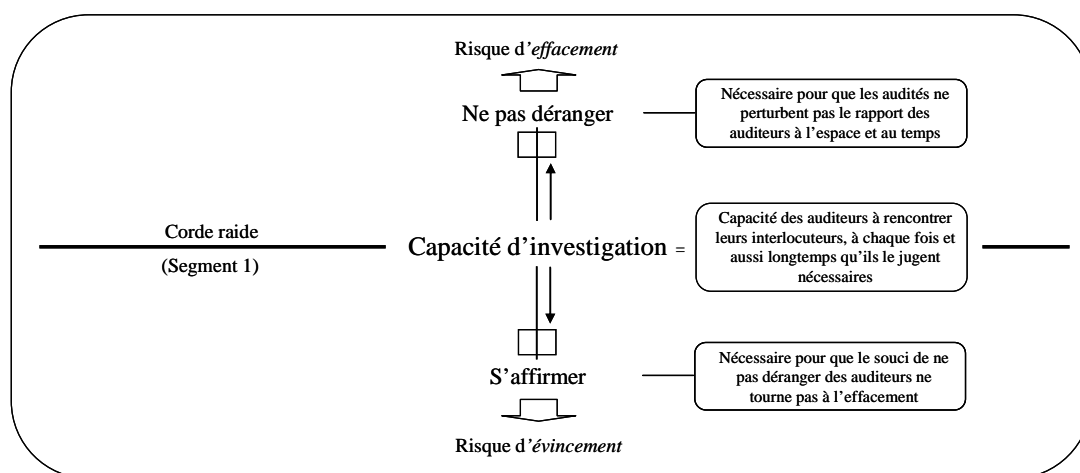 Risque d'effacement
Ne pas déranger
Nécessaire pour que les audités ne
perturbent pas le rapport des
auditeurs à l'espace et au temps
Corde raide
(Segment 1)
Capacité d'investigation =
Capacité des auditeurs à rencontrer
leurs interlocuteurs, à chaque fois et
aussi longtemps qu'ils le jugent
nécessaires
S'affirmer
Nécessaire pour que le souci de ne
pas déranger des auditeurs ne
tourne pas à l'effacement
Risque d'évincement